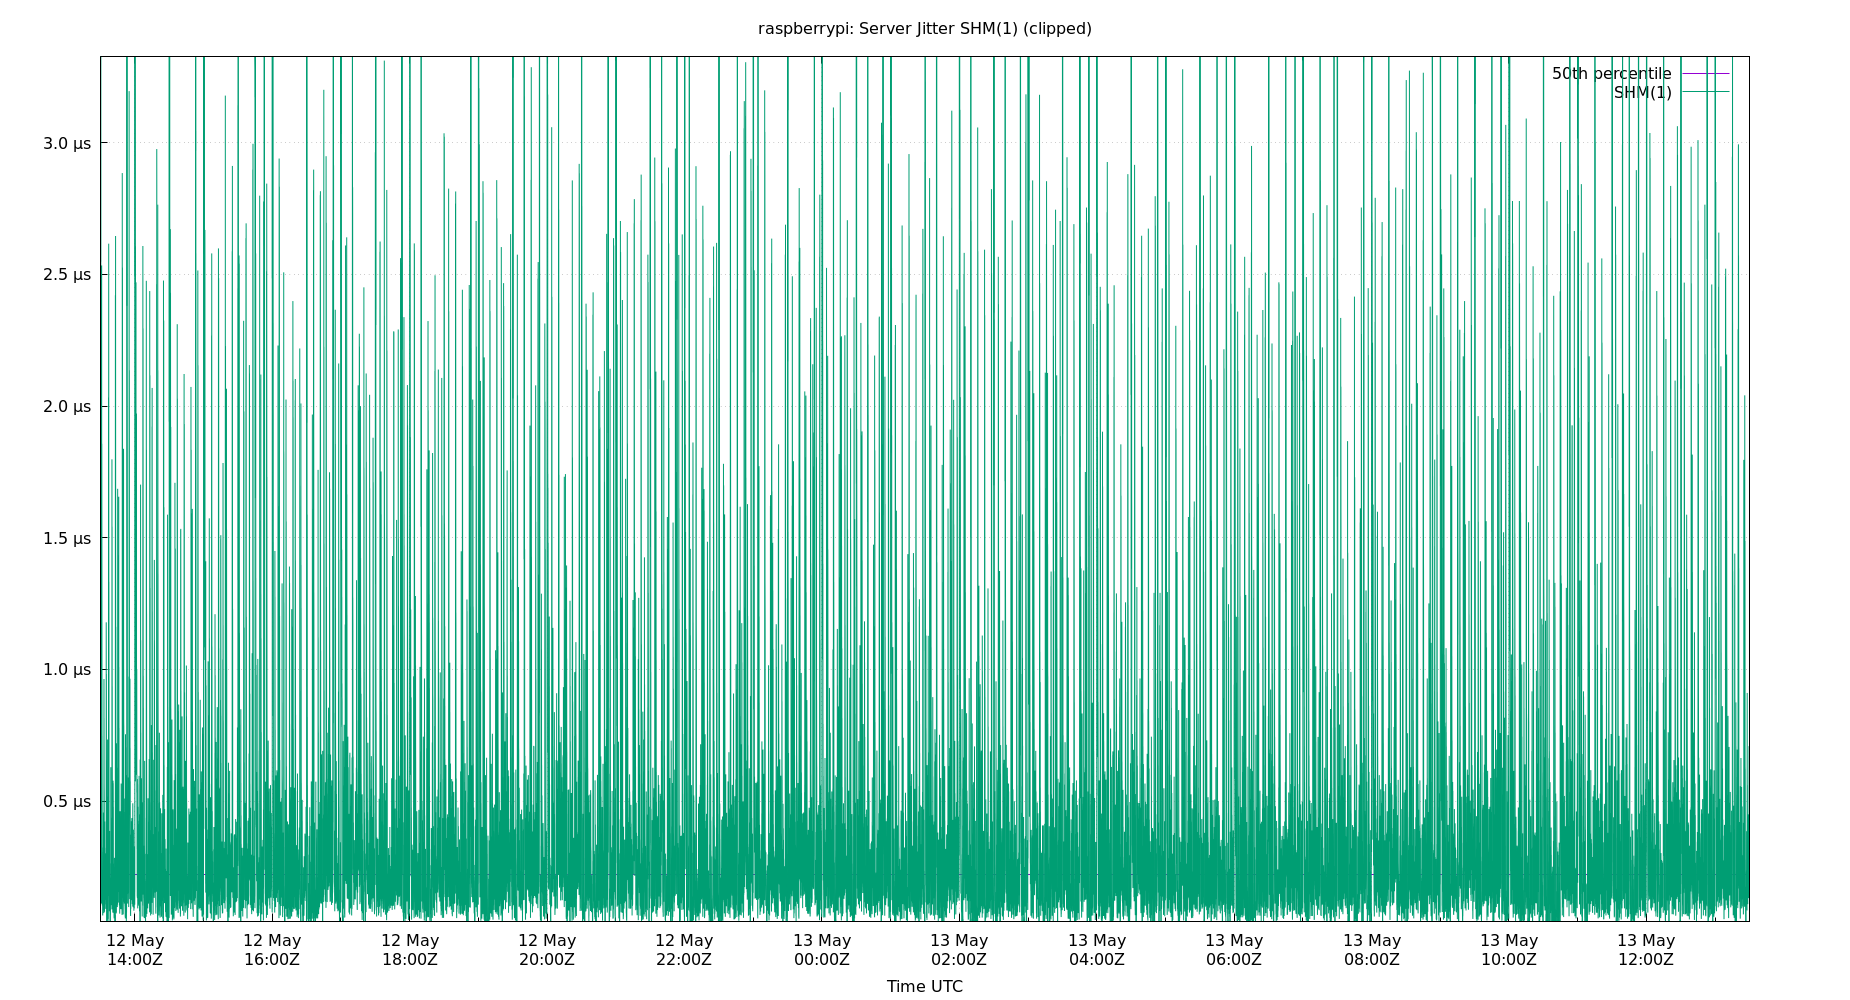 raspberrypi: Server Jitter SHM(1) (clipped)
50th percentile
SHM(1)
3.0 µs
2.5 µs
2.0 µs
1.5 µs
1.0 µs
0.5 µs
12 May 12 May 12 May 12 May 12 May 13 May 13 May 13 May 13 May 13 May 13 May 13 May
14:00Z 16:00Z 18:00Z 20:00Z 22:00Z 00:00Z 02:00Z 04:00Z 06:00Z 08:00Z 10:00Z 12:00Z
Time UTC